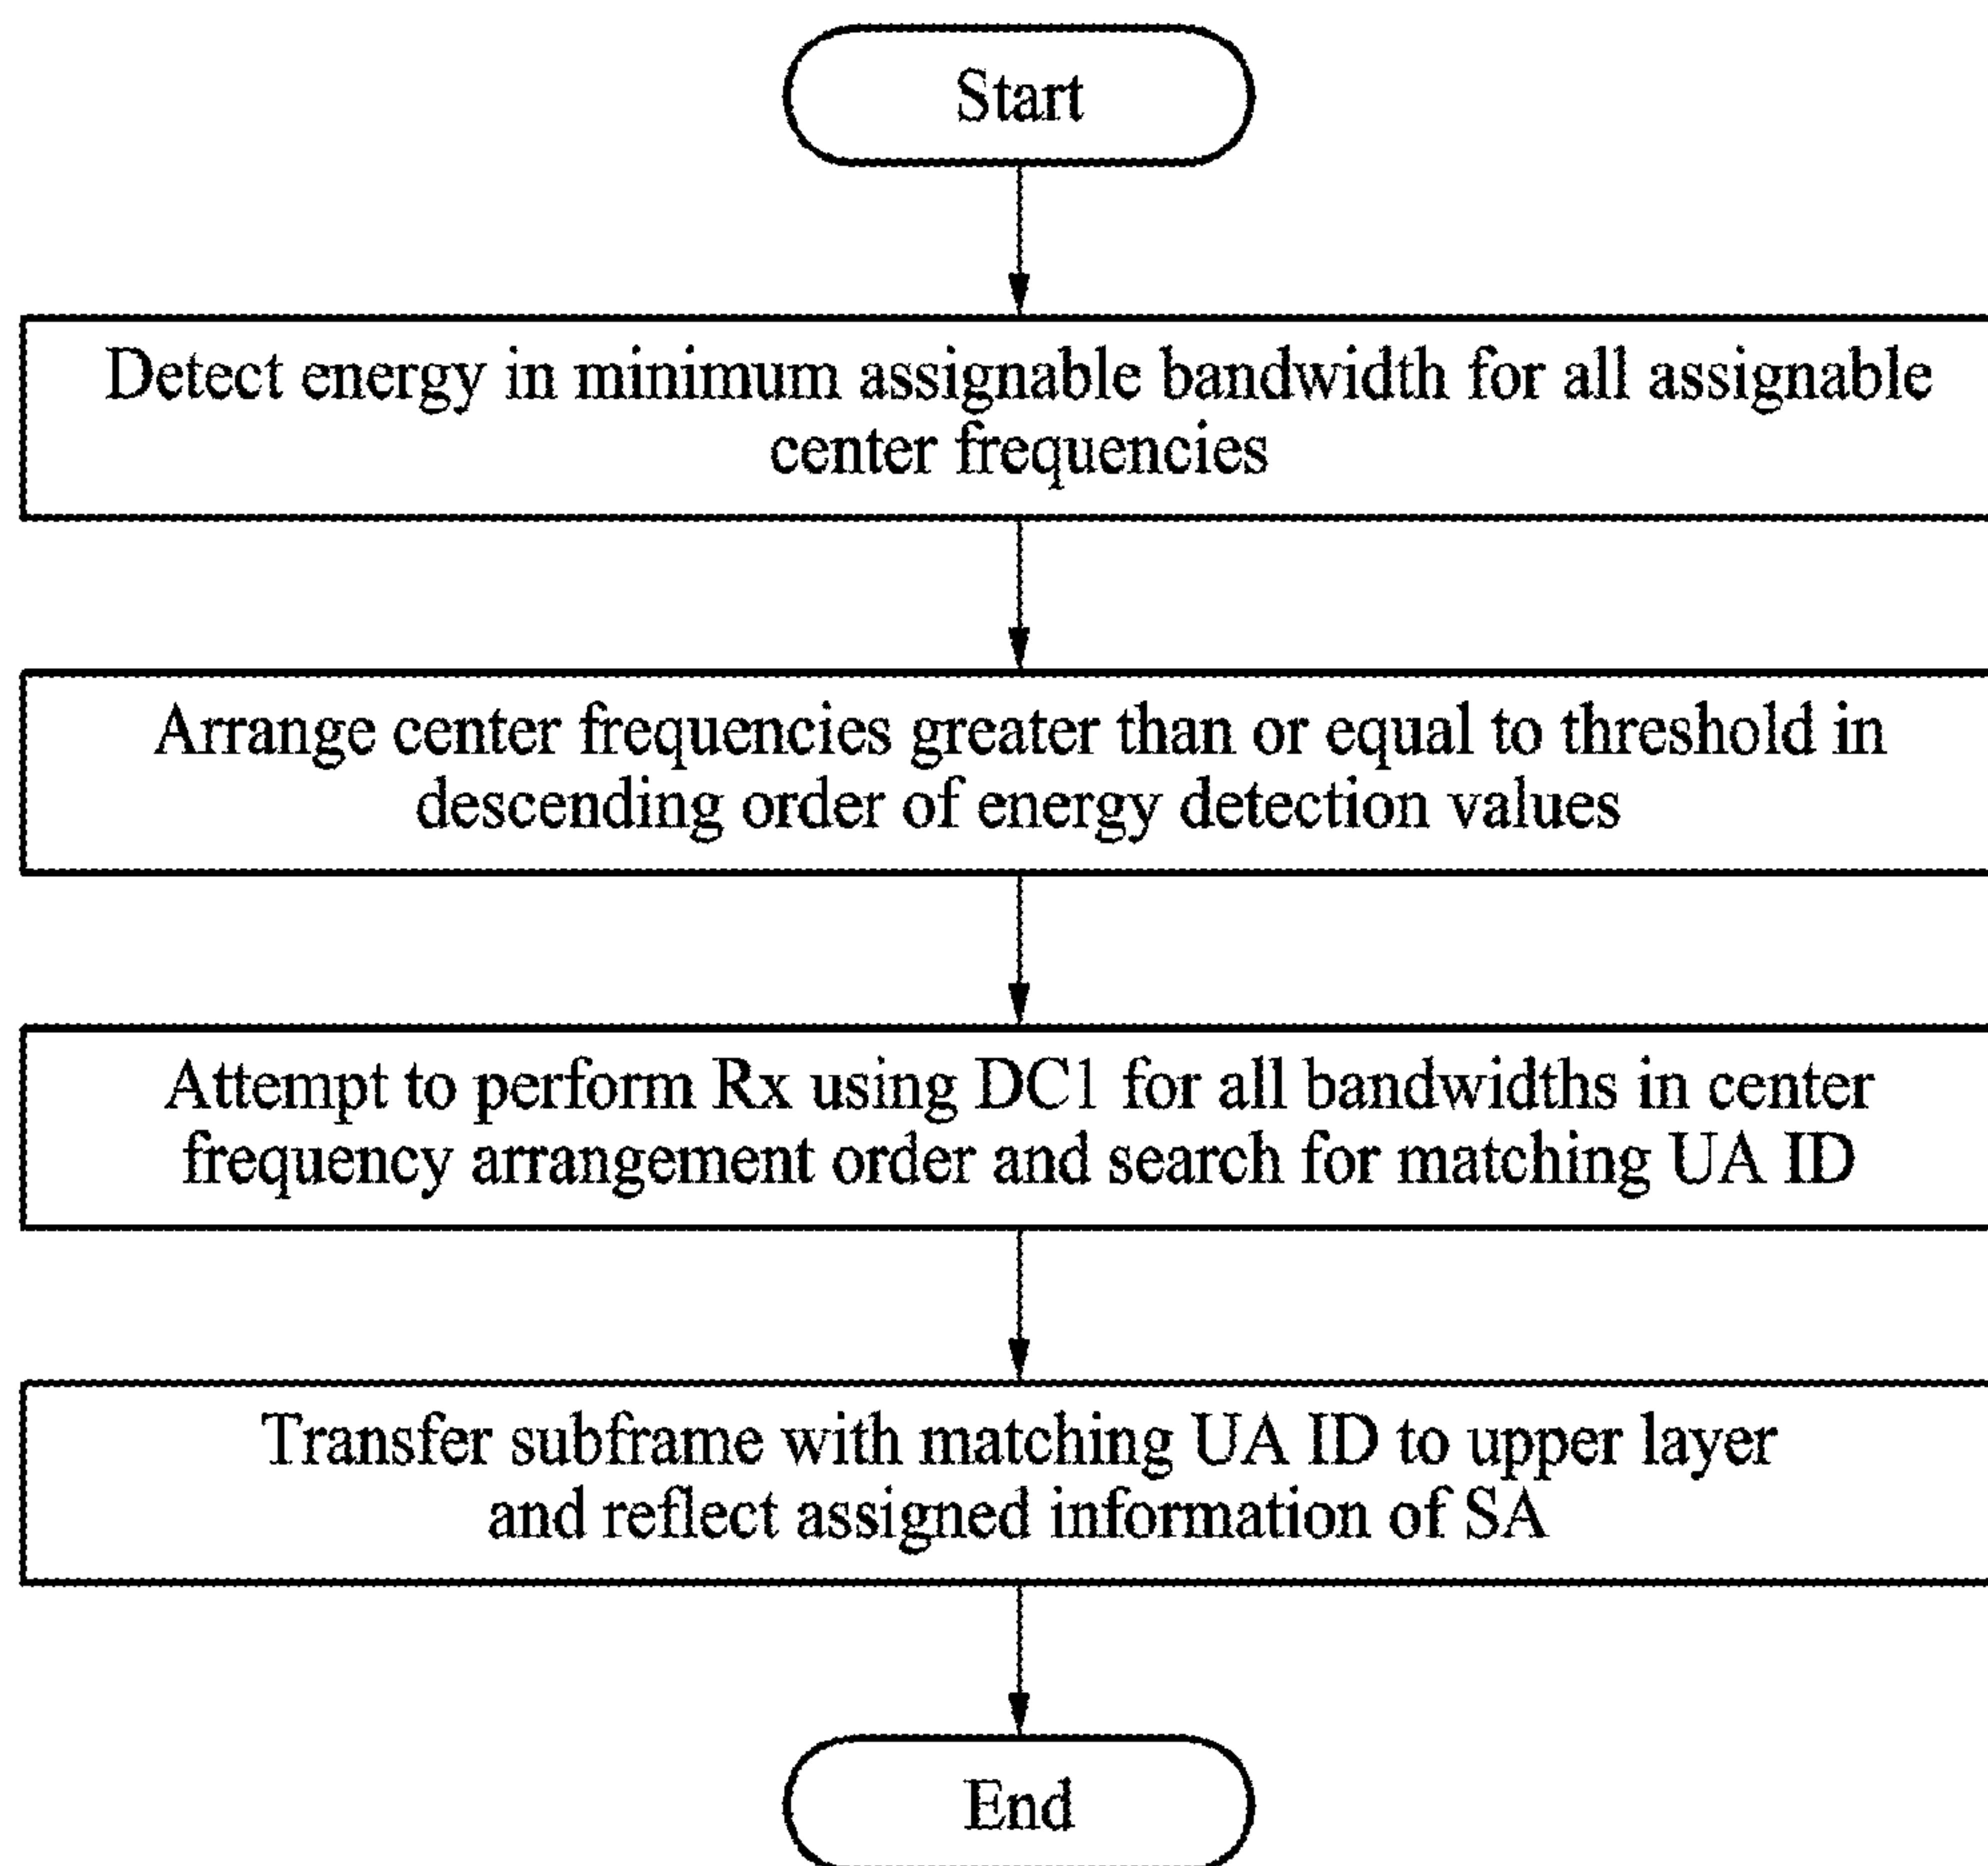 Start
Detect energy in minimum assignable bandwidth for all assignable
center frequencies
Arrange center frequencies greater than or equal to threshold in
descending order of energy detection values
Attempt to perform Rx using DC1 for all bandwidths in center
frequency arrangement order and search for matching UA ID
Transfer subframe with matching UA ID to upper layer
and reflect assigned information of SA
End